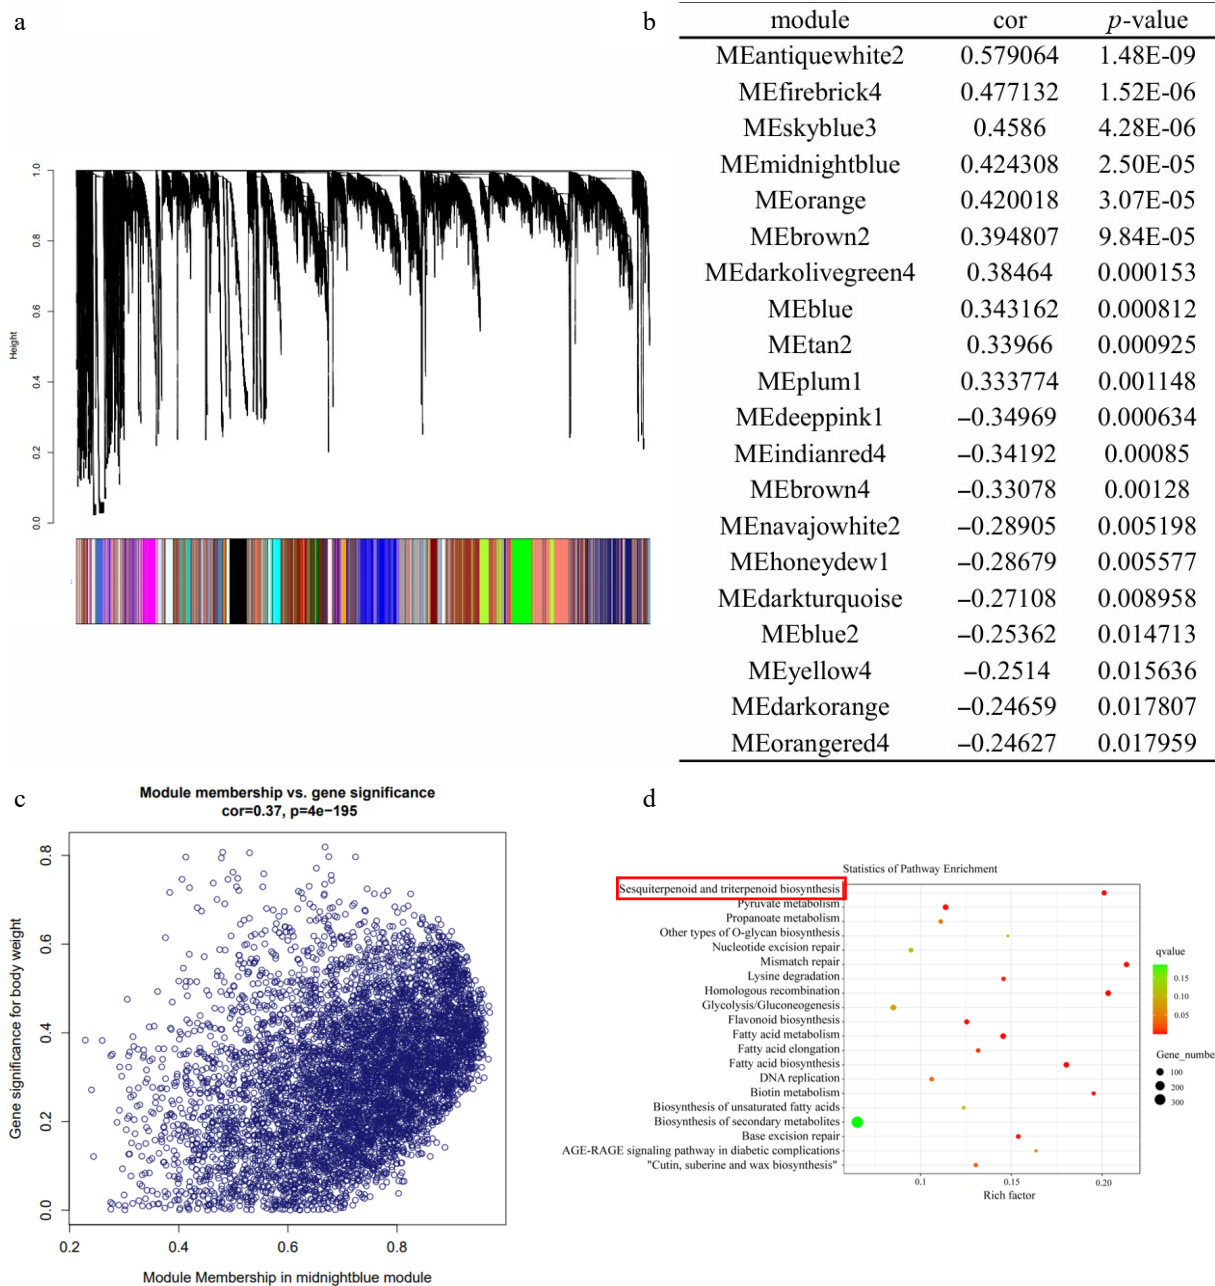 a
1.0
0.8
0.6
0.4
0.2
0.0
Height
b
module cor p-value
MEantiquewhite2 0.579064 1.48E-09
MEfirebrick4 0.477132 1.52E-06
MEskyblue3 0.4586 4.28E-06
MEmidnightblue 0.424308 2.50E-05
MEorange 0.420018 3.07E-05
MEbrown2 0.394807 9.84E-05
MEdarkolivegreen4 0.38464 0.000153
MEblue 0.343162 0.000812
MEtan2 0.33966 0.000925
MEplum1 0.333774 0.001148
MEdeeppink1 −0.34969 0.000634
MEindianred4 −0.34192 0.00085
MEbrown4 −0.33078 0.00128
MEnavajowhite2 −0.28905 0.005198
MEhoneydew1 −0.28679 0.005577
MEdarkturquoise −0.27108 0.008958
MEblue2 −0.25362 0.014713
MEyellow4 −0.2514 0.015636
MEdarkorange −0.24659 0.017807
MEorangered4 −0.24627 0.017959
c
Module membership vs. gene significance
cor=0.37, p=4e−195
Gene significance for body weight
0.8
0.6
0.4
0.2
0.0
0.2 0.4 0.6 0.8
Module Membership in midnightblue module
d
Statistics of Pathway Enrichment
Sesquiterpenoid and triterpenoid biosynthesis
Pyruvate metabolism
Propanoate metabolism
Other types of O-glycan biosynthesis
Nucleotide excision repair
Mismatch repair
Lysine degradation
Homologous recombination
Glycolysis/Gluconeogenesis
Flavonoid biosynthesis
Fatty acid metabolism
Fatty acid elongation
Fatty acid biosynthesis
DNA replication
Biotin metabolism
Biosynthesis of unsaturated fatty acids
Biosynthesis of secondary metabolites
Base excision repair
AGE-RAGE signaling pathway in diabetic complications
"Cutin, suberine and wax biosynthesis"
0.1 0.15 0.20
Rich factor
qvalue
0.15
0.10
0.05
Gene_number
100
200
300